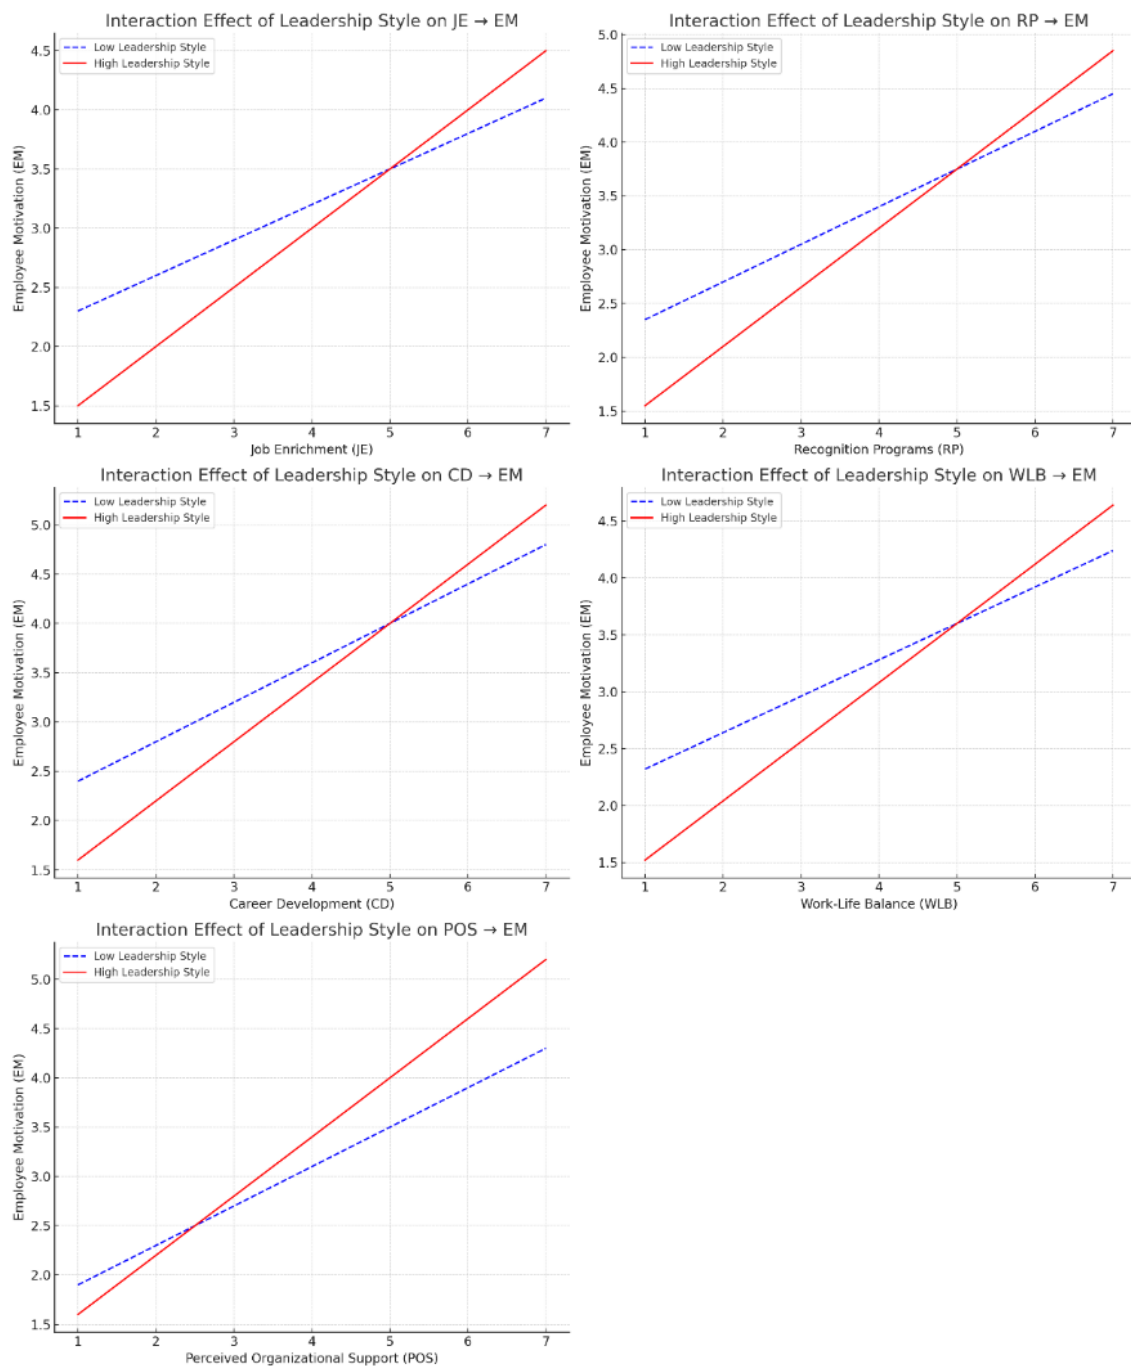 Interaction Effect of Leadership Style on JE → EM
Low Leadership Style
High Leadership Style
Employee Motivation (EM)
4.5
4.0
3.5
3.0
2.5
2.0
1.5
1 2 3 4 5 6 7
Job Enrichment (JE)
Interaction Effect of Leadership Style on RP → EM
Low Leadership Style
High Leadership Style
Employee Motivation (EM)
5.0
4.5
4.0
3.5
3.0
2.5
2.0
1.5
1 2 3 4 5 6 7
Recognition Programs (RP)
Interaction Effect of Leadership Style on CD → EM
Low Leadership Style
High Leadership Style
Employee Motivation (EM)
5.0
4.5
4.0
3.5
3.0
2.5
2.0
1.5
1 2 3 4 5 6 7
Career Development (CD)
Interaction Effect of Leadership Style on WLB → EM
Low Leadership Style
High Leadership Style
Employee Motivation (EM)
4.5
4.0
3.5
3.0
2.5
2.0
1.5
1 2 3 4 5 6 7
Work-Life Balance (WLB)
Interaction Effect of Leadership Style on POS → EM
Low Leadership Style
High Leadership Style
Employee Motivation (EM)
5.0
4.5
4.0
3.5
3.0
2.5
2.0
1.5
1 2 3 4 5 6 7
Perceived Organizational Support (POS)